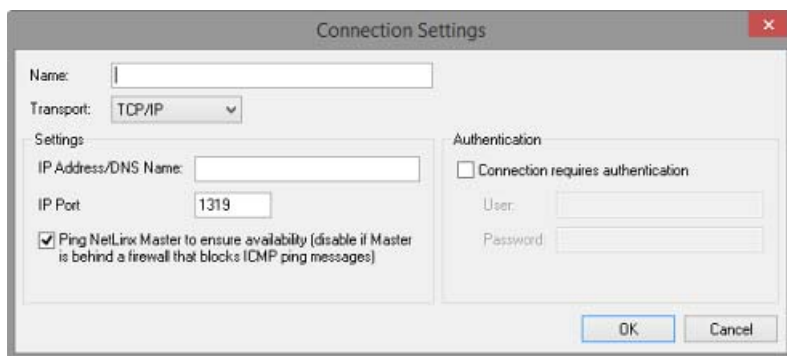 Connection Settings
Name:
Transport: TCP/IP
Settings
IP Address/DNS Name:
IP Port 1319
Ping NetLinx Master to ensure availability (disable if Master
is behind a firewall that blocks ICMP ping messages)
Authentication
Connection requires authentication
User:
Password:
OK Cancel